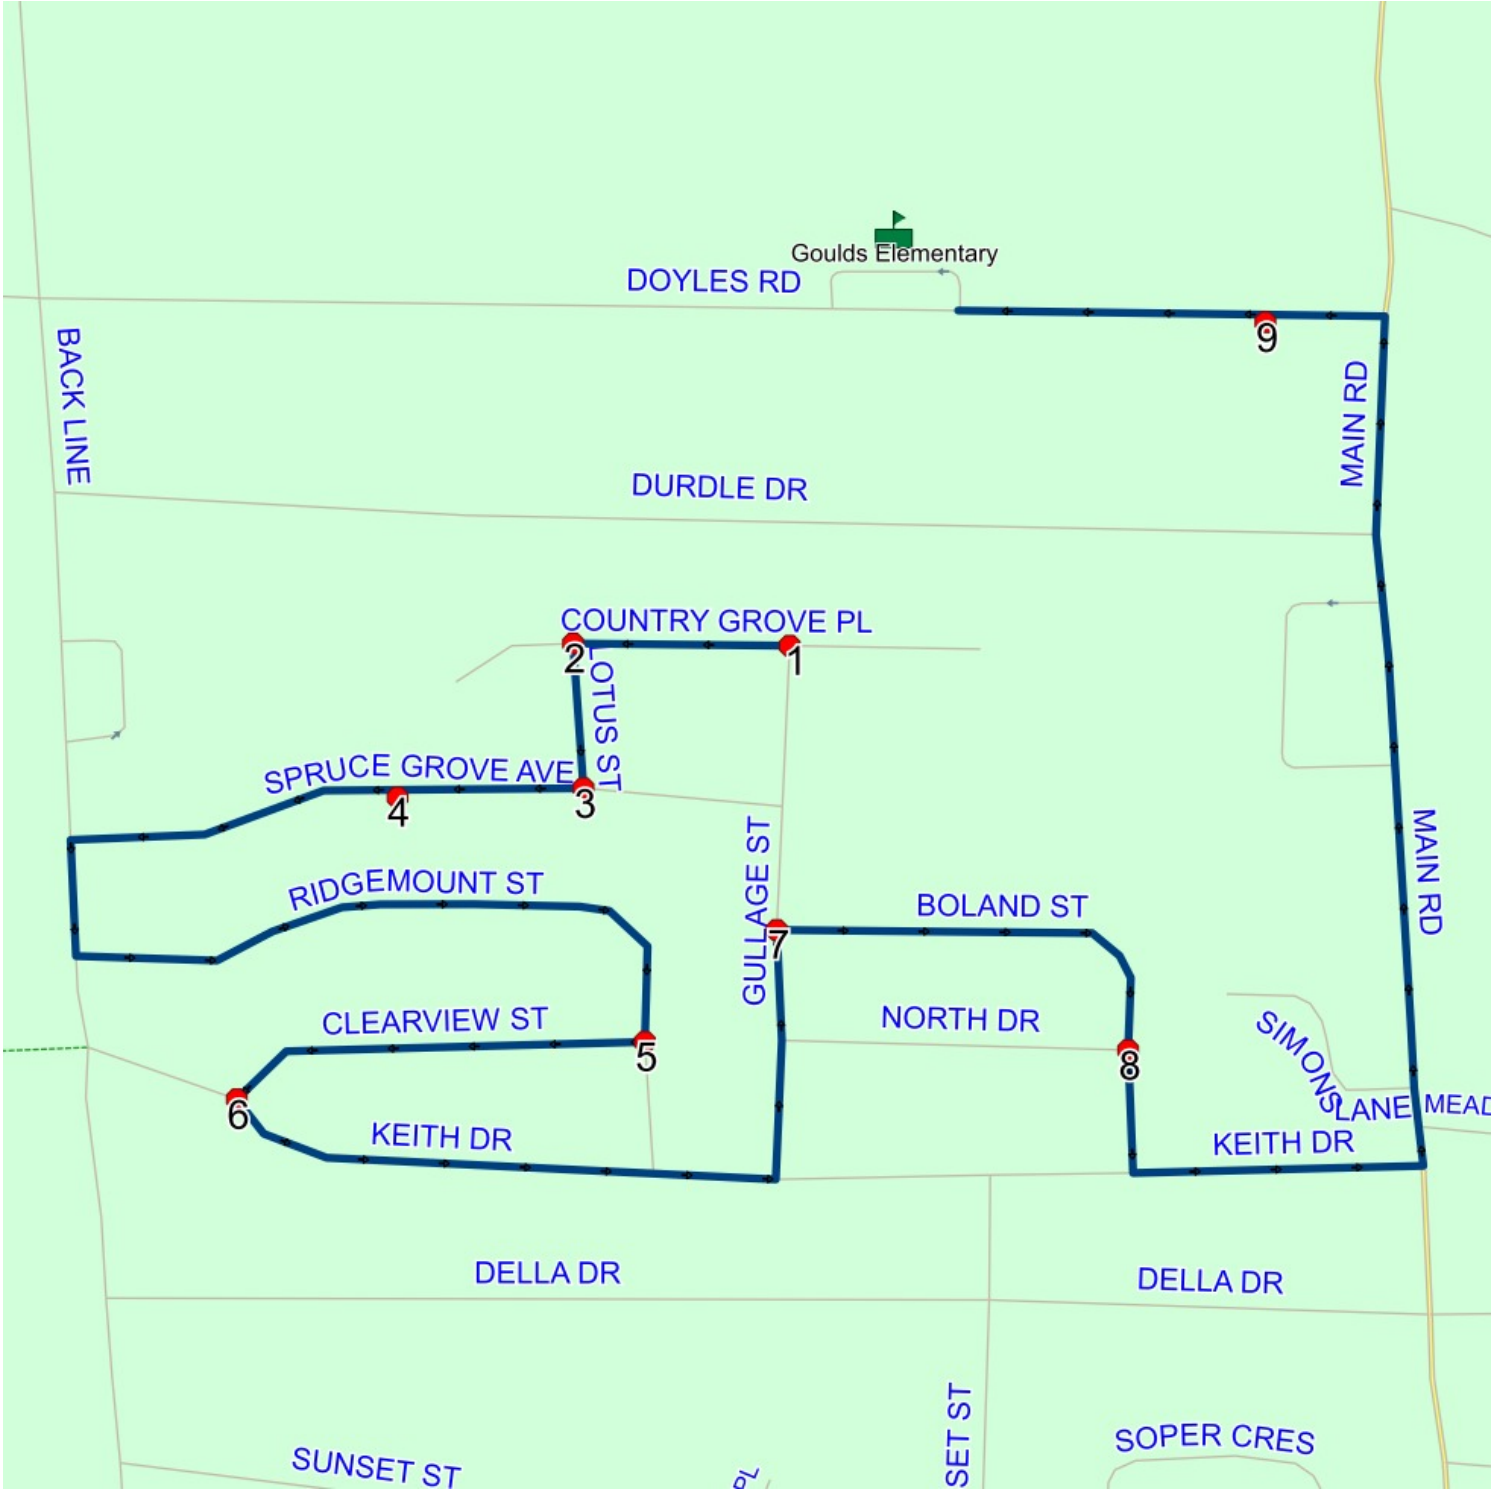 Goulds Elementary
DOYLES RD
BACK LINE
9
MAIN RD
DURDLE DR
COUNTRY GROVE PL
2
1
LOTUS ST
SPRUCE GROVE AVE
4
3
GULLAGE ST
MAIN RD
RIDGEMOUNT ST
BOLAND ST
7
CLEARVIEW ST
NORTH DR
5
8
SIMONS
LANE
MEAD
6
KEITH DR
KEITH DR
DELLA DR
DELLA DR
SET ST
SOPER CRES
SUNSET ST
PL